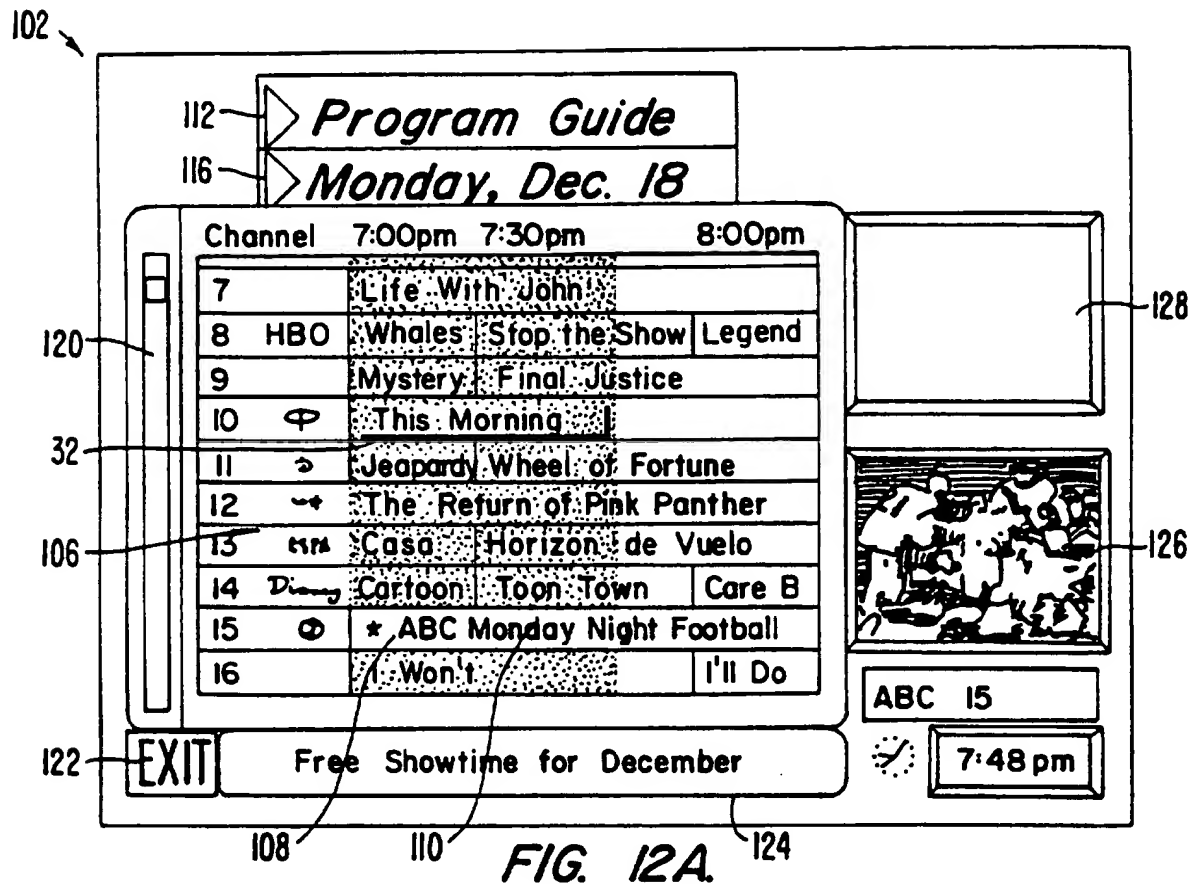 102
112
Program Guide
116
Monday, Dec. 18
Channel 7:00pm 7:30pm 8:00pm
7 Life With John
8 HBO Whales Stop the Show Legend
128
120
9 Mystery Final Justice
10 This Morning
32
11 Jeapardy Wheel of Fortune
12 The Return of Pink Panther
106
13 Casa Horizon de Vuelo
126
14 Disney Cartoon Toon Town Care B
15 * ABC Monday Night Football
16 I Won't I'll Do
ABC 15
122
EXIT
Free Showtime for December
7:48 pm
108
110
124
FIG. 12A.